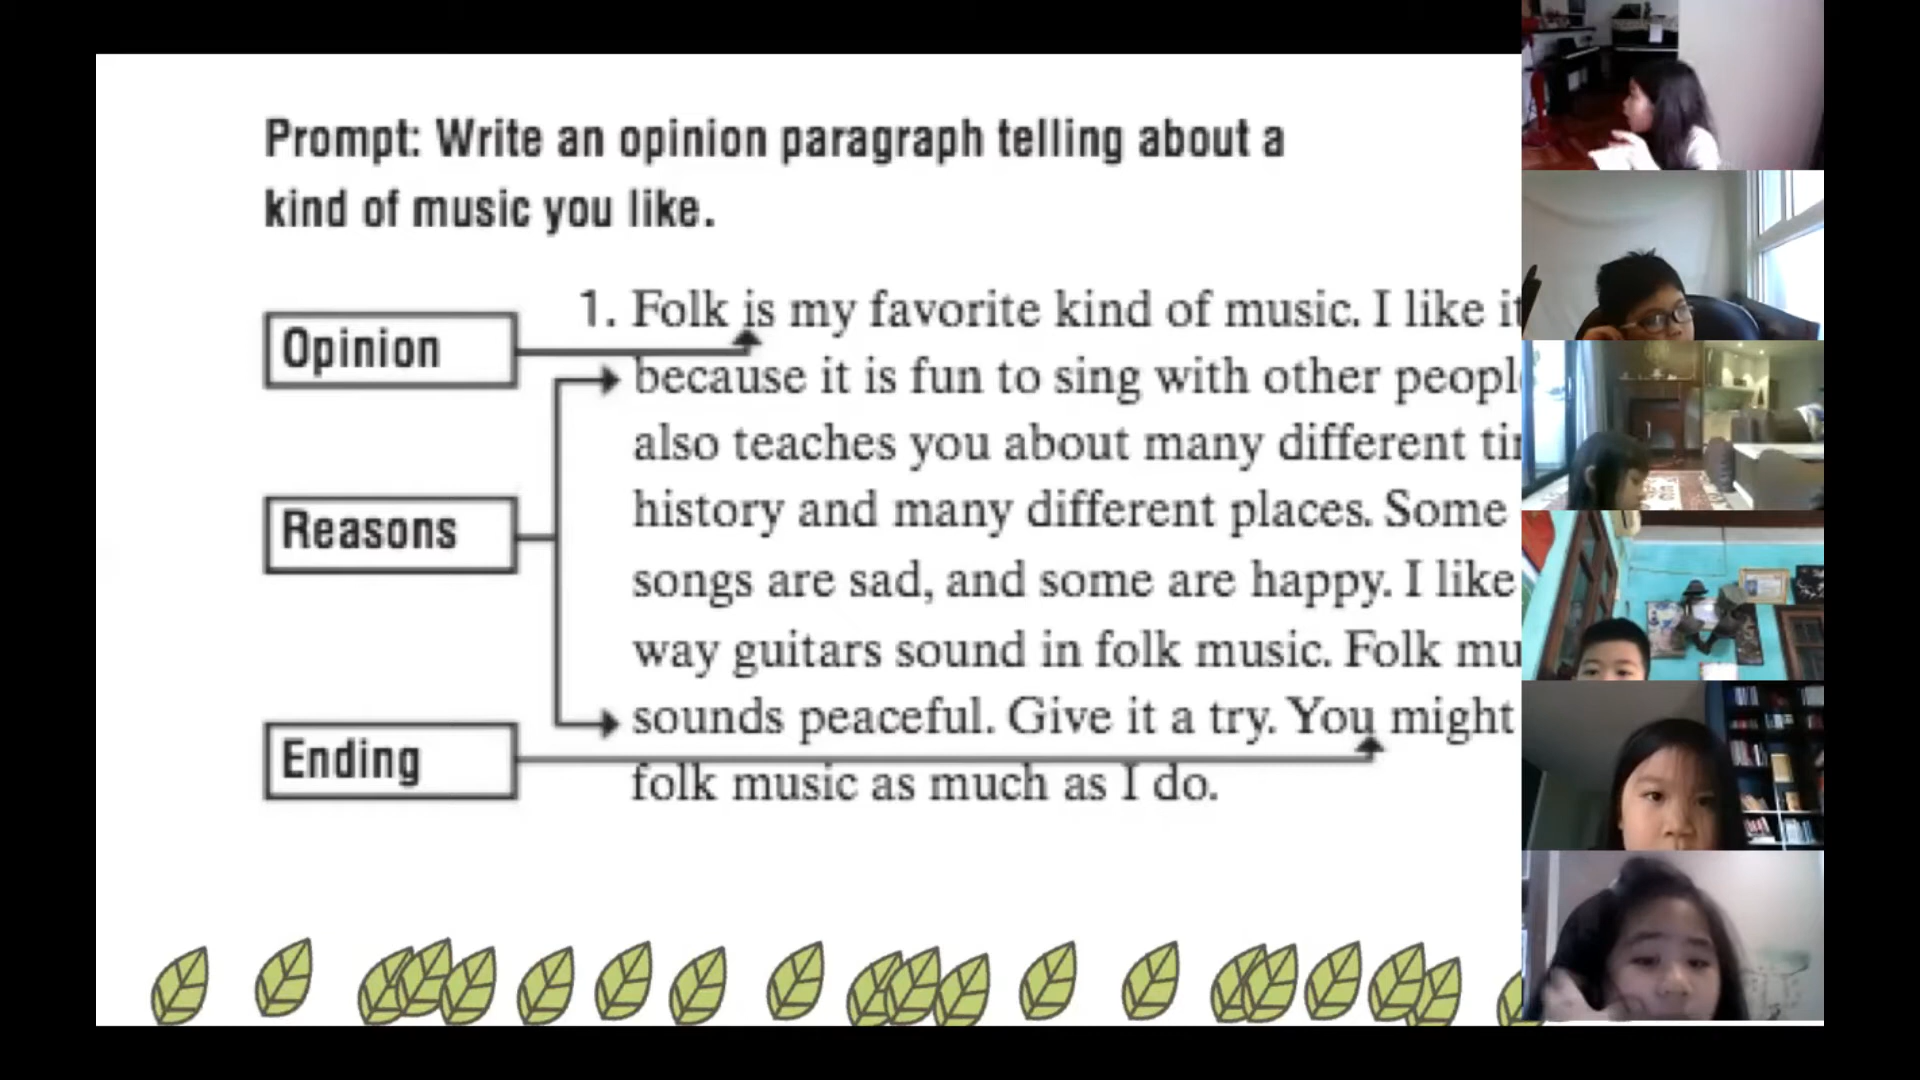 Prompt: Write an opinion paragraph telling about a
kind of music you like.
Opinion
Reasons
Ending
1. Folk is my favorite kind of music. I like it
because it is fun to sing with other
also teaches you about many different
history and many different places. Some
songs are sad, and some are happy. I like
way guitars sound in folk music. Folk
sounds peaceful. Give it a try. You might
folk music as much as I do.